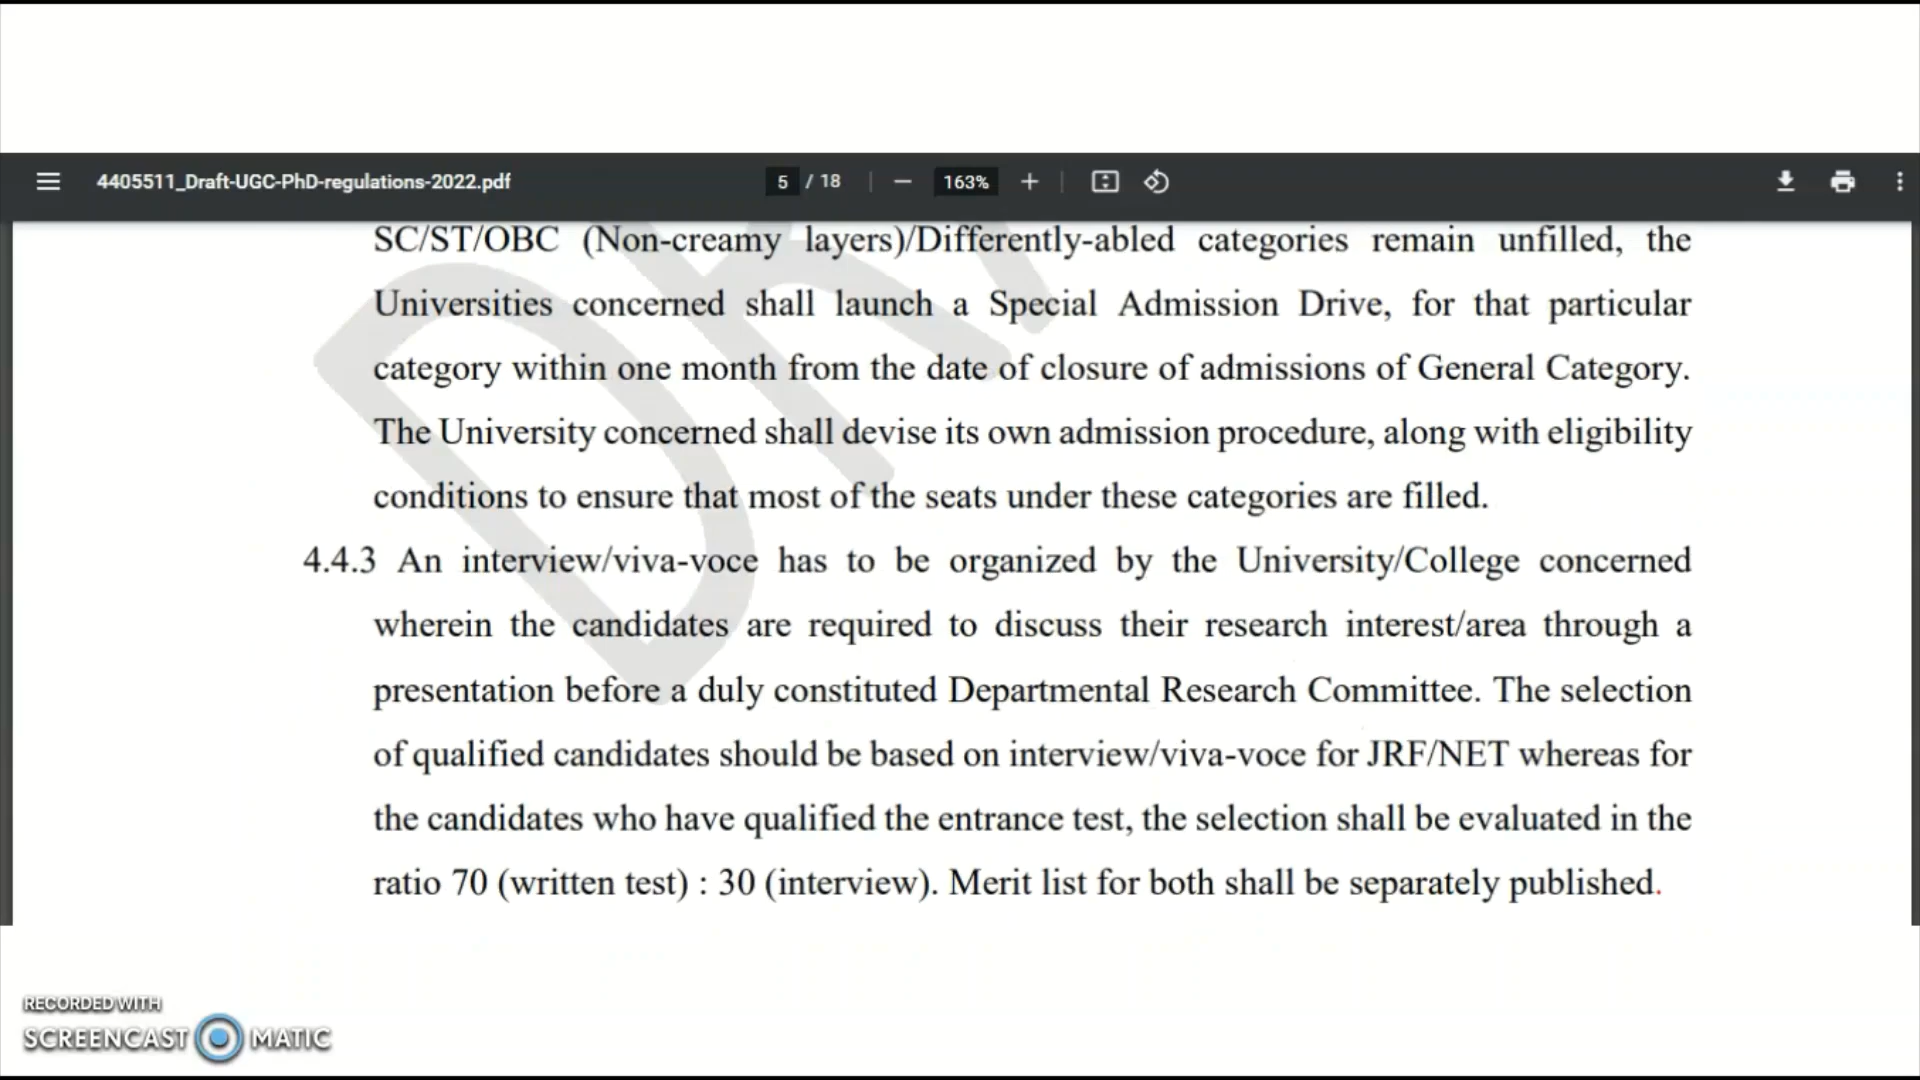 4405511_Draft-UGC-PhD-regulations-2022.pdf 5 / 18 163%
SC/ST/OBC (Non-creamy layers)/Differently-abled categories remain unfilled, the
Universities concerned shall launch a Special Admission Drive, for that particular
category within one month from the date of closure of admissions of General Category.
The University concerned shall devise its own admission procedure, along with eligibility
conditions to ensure that most of the seats under these categories are filled.
4.4.3 An interview/viva-voce has to be organized by the University/College concerned
wherein the candidates are required to discuss their research interest/area through a
presentation before a duly constituted Departmental Research Committee. The selection
of qualified candidates should be based on interview/viva-voce for JRF/NET whereas for
the candidates who have qualified the entrance test, the selection shall be evaluated in the
ratio 70 (written test) : 30 (interview). Merit list for both shall be separately published.
RECORDED WITH
SCREENCAST MATIC